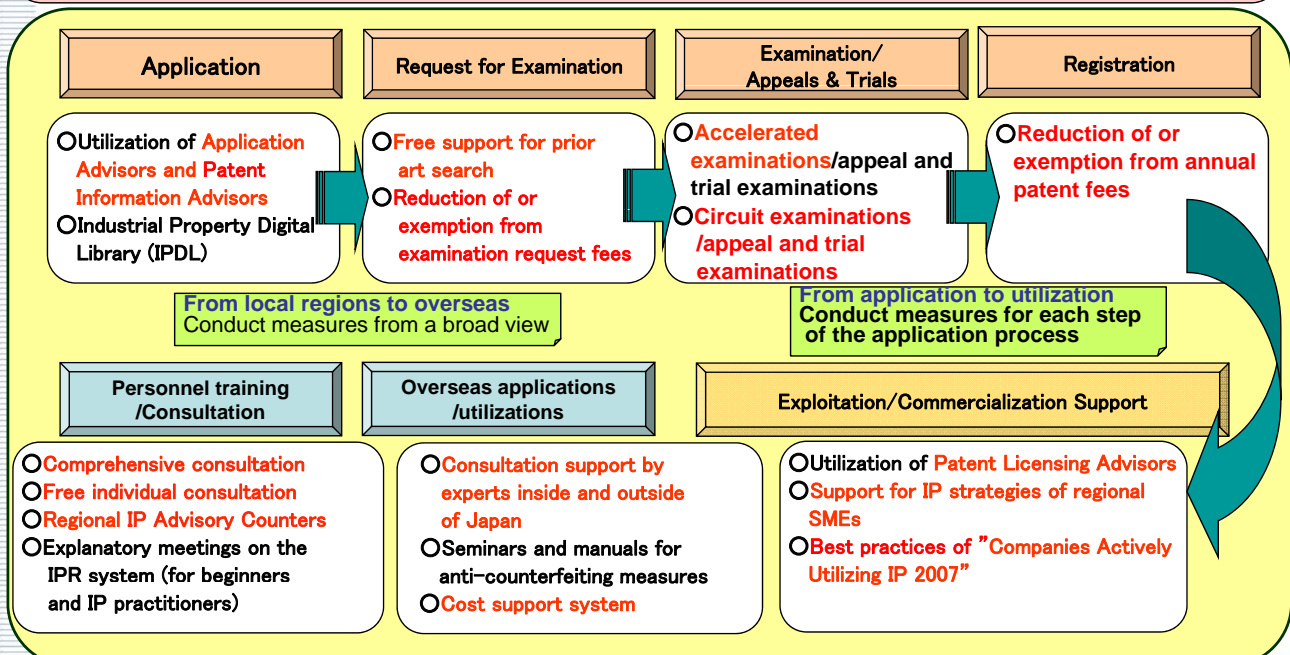 Application
Request for Examination
Examination/
Appeals & Trials
Registration
○Utilization of Application
Advisors and Patent
Information Advisors
○Industrial Property Digital
Library (IPDL)
○Free support for prior
art search
○Reduction of or
exemption from
examination request fees
○Accelerated
examinations/appeal and
trial examinations
○Circuit examinations
/appeal and trial
examinations
○Reduction of or
exemption from annual
patent fees
From local regions to overseas
Conduct measures from a broad view
From application to utilization
Conduct measures for each step
of the application process
Personnel training
/Consultation
Overseas applications
/utilizations
Exploitation/Commercialization Support
○Comprehensive consultation
○Free individual consultation
○Regional IP Advisory Counters
○Explanatory meetings on the
IPR system (for beginners
and IP practitioners)
○Consultation support by
experts inside and outside
of Japan
○Seminars and manuals for
anti-counterfeiting measures
○Cost support system
○Utilization of Patent Licensing Advisors
○Support for IP strategies of regional
SMEs
○Best practices of ”Companies Actively
Utilizing IP 2007”